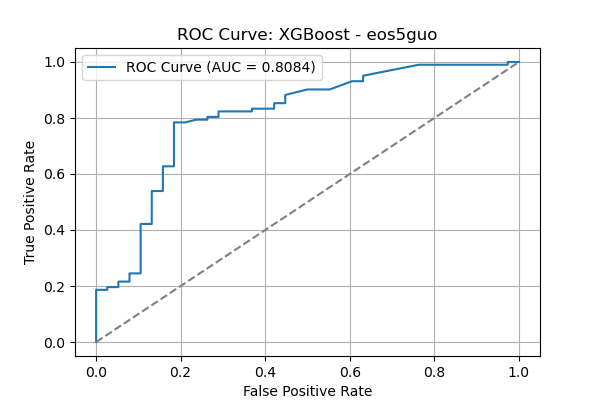 ROC Curve: XGBoost - eos5guo
ROC Curve (AUC = 0.8084)
True Positive Rate
1.0
0.8
0.6
0.4
0.2
0.0
0.0 0.2 0.4 0.6 0.8 1.0
False Positive Rate